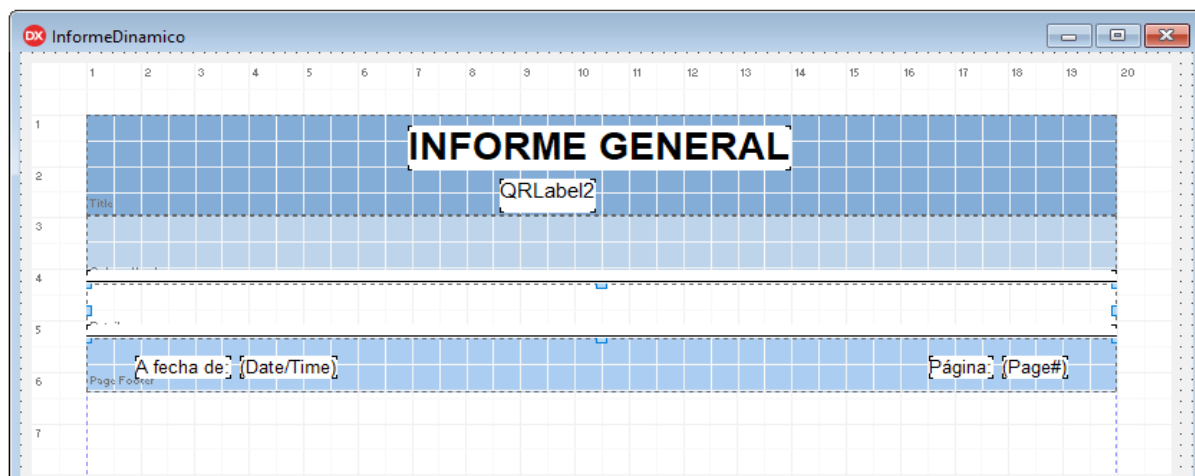 DX InformeDinamico
1 2 3 4 5 6 7 8 9 10 11 12 13 14 15 16 17 18 19 20
1
INFORME GENERAL
2
QRLabel2
Title
3
4
5
A fecha de: (Date/Time) Página: (Page#)
6
Page Footer
7